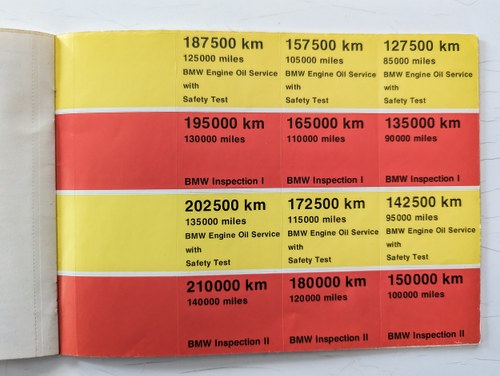 187500 km
125000 miles
BMW Engine Oil Service
with
Safety Test
157500 km
105000 miles
BMW Engine Oil Service
with
Safety Test
127500 km
85000 miles
BMW Engine Oil Service
with
Safety Test
195000 km
130000 miles
BMW Inspection I
165000 km
110000 miles
BMW Inspection I
135000 km
90000 miles
BMW Inspection I
202500 km
135000 miles
BMW Engine Oil Service
with
Safety Test
172500 km
115000 miles
BMW Engine Oil Service
with
Safety Test
142500 km
95000 miles
BMW Engine Oil Service
with
Safety Test
210000 km
140000 miles
BMW Inspection II
180000 km
120000 miles
BMW Inspection II
150000 km
100000 miles
BMW Inspection II